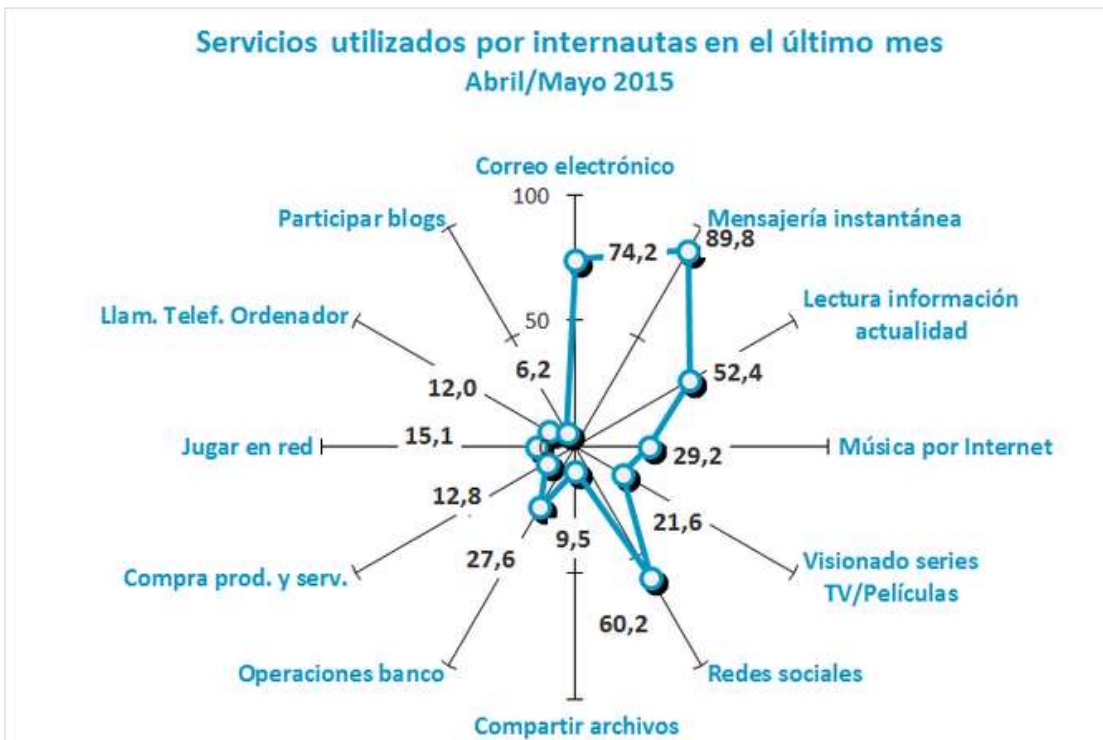 Servicios utilizados por internautas en el último mes
Abril/Mayo 2015
Correo electrónico
100
Participar blogs
Mensajería instantánea
74,2
89,8
Lectura información
actualidad
Llam. Telef. Ordenador
50
6,2
52,4
12,0
15,1
Jugar en red
29,2
Música por Internet
12,8
21,6
9,5
27,6
Visionado series
TV/Películas
Compra prod. y serv.
60,2
Operaciones banco
Redes sociales
Compartir archivos